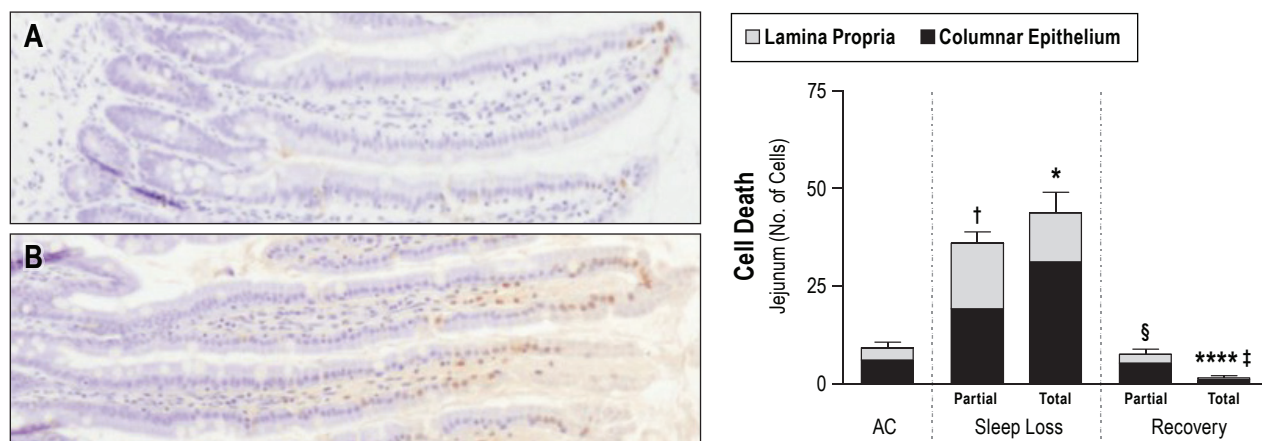 A
B
Lamina Propria Columnar Epithelium
Cell Death
Jejunum (No. of Cells)
75
50
25
0
†
*
§
**** ‡
Partial Total Partial Total
AC Sleep Loss Recovery